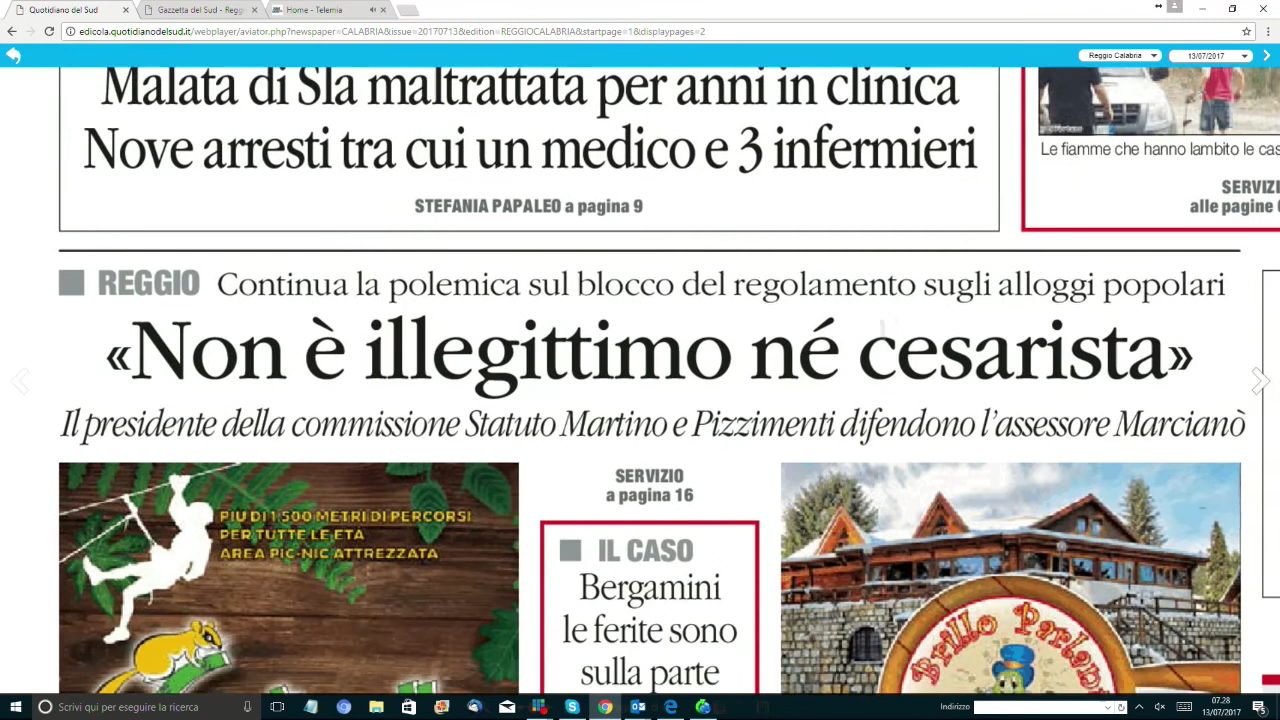 Quotidiano del Sud
Gazzetta del Sud - Regg
Home - Telemia
edicola.quotidianodelsud.it/webplayer/aviator.php?newspaper=CALABRIA&issue=20170713&edition=REGGIOCALABRIA&startpage=1&displaypages=2
Reggio Calabria
13/07/2017
Malata di Sla maltrattata per anni in clinica
Nove arresti tra cui un medico e 3 infermieri
STEFANIA PAPALEO a pagina 9
Le fiamme che hanno lambito le cas
SERVIZI
alle pagine
REGGIO Continua la polemica sul blocco del regolamento sugli alloggi popolari
«Non è illegittimo né cesarista»
Il presidente della commissione Statuto Martino e Pizzimenti difendono l'assessore Marcianò
PIU DI 1500 METRI DI PERCORSI
PER TUTTE LE ETÀ
AREA PIC-NIC ATTREZZATA
SERVIZIO
a pagina 16
IL CASO
Bergamini
le ferite sono
sulla parte
Brillo Parla
Scrivi qui per eseguire la ricerca
Indirizzo
07.28
13/07/2017
5